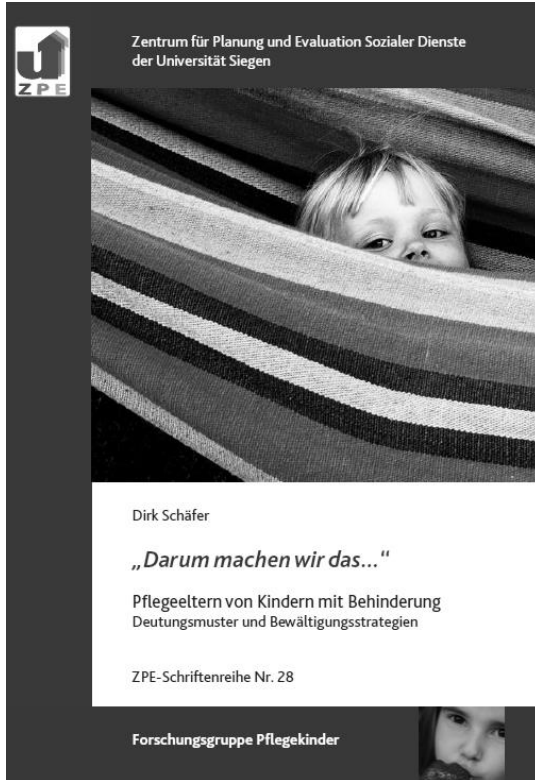 ZPE
Zentrum für Planung und Evaluation Sozialer Dienste
der Universität Siegen
Dirk Schäfer
„Darum machen wir das...“
Pflegeeltern von Kindern mit Behinderung
Deutungsmuster und Bewältigungsstrategien
ZPE-Schriftenreihe Nr. 28
Forschungsgruppe Pflegekinder